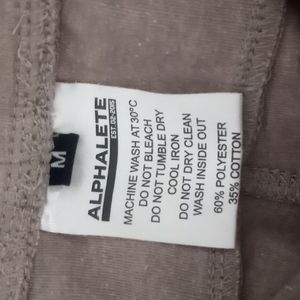 ALPHALETE
EST. 02-2015
MACHINE WASH AT 30°C
DO NOT BLEACH
DO NOT TUMBLE DRY
COOL IRON
DO NOT DRY CLEAN
WASH INSIDE OUT
60% POLYESTER
35% COTTON
M